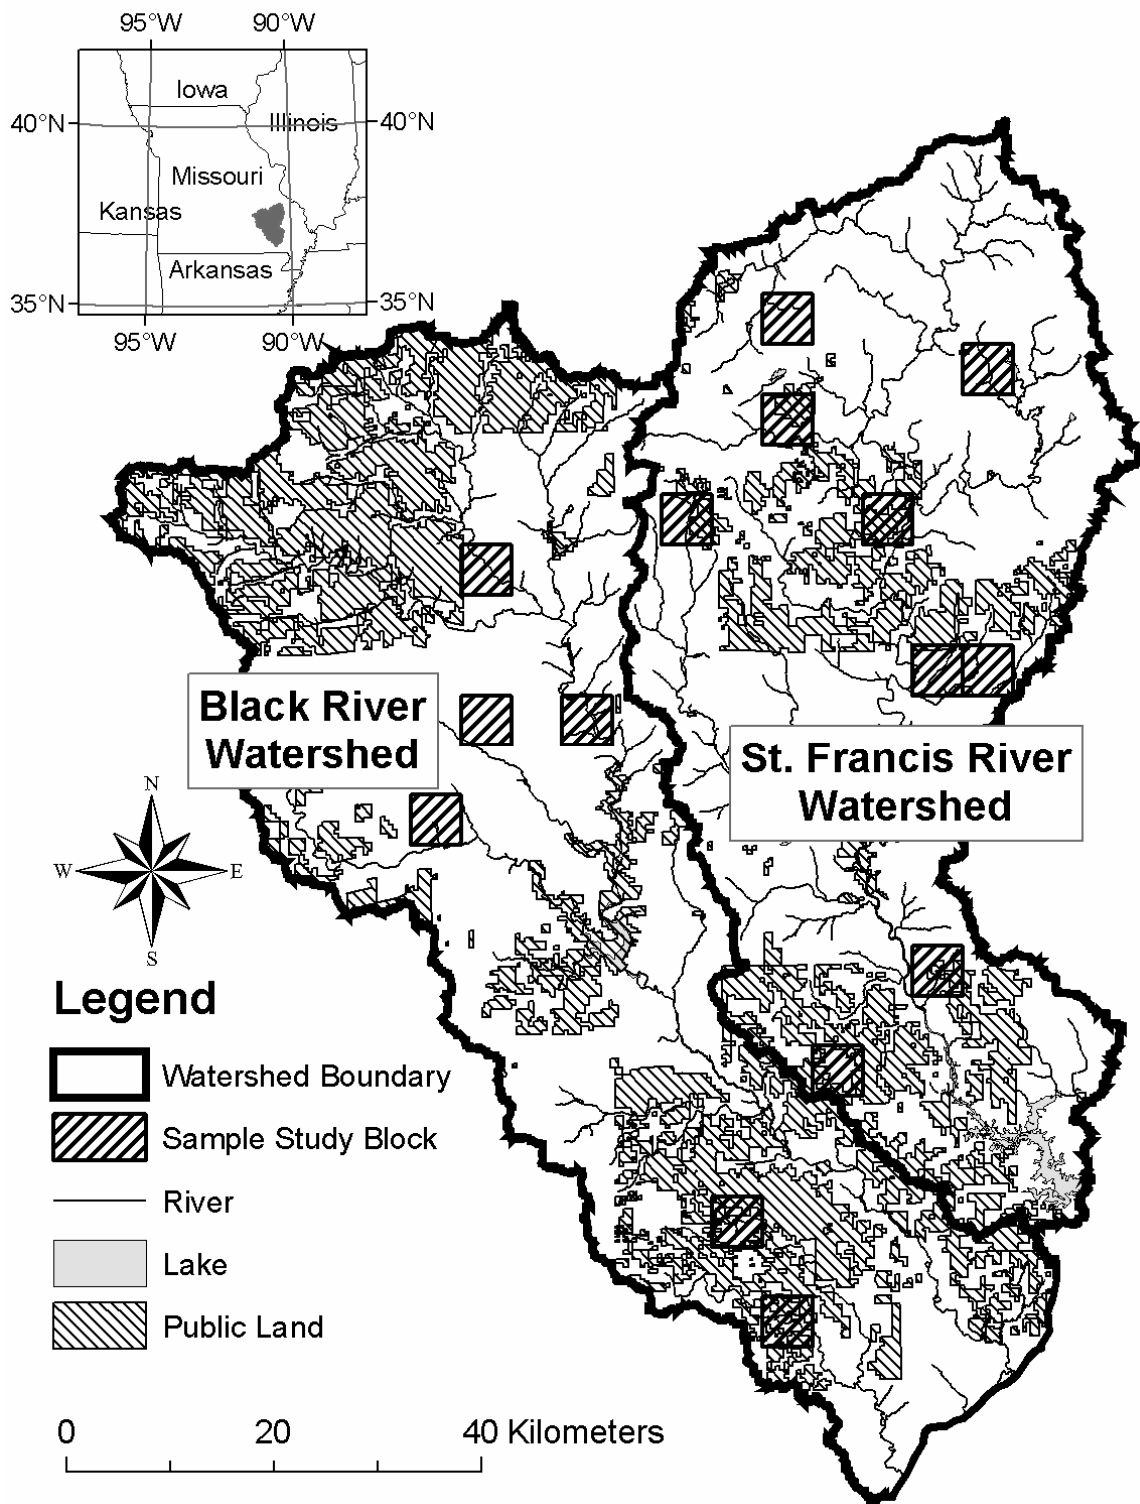 95°W 90°W
Iowa
40°N 40°N
Illinois
Missouri
Kansas
Arkansas
35°N 35°N
95°W 90°W
Black River
Watershed
St. Francis River
Watershed
N
W E
S
Legend
Watershed Boundary
Sample Study Block
River
Lake
Public Land
0 20 40 Kilometers